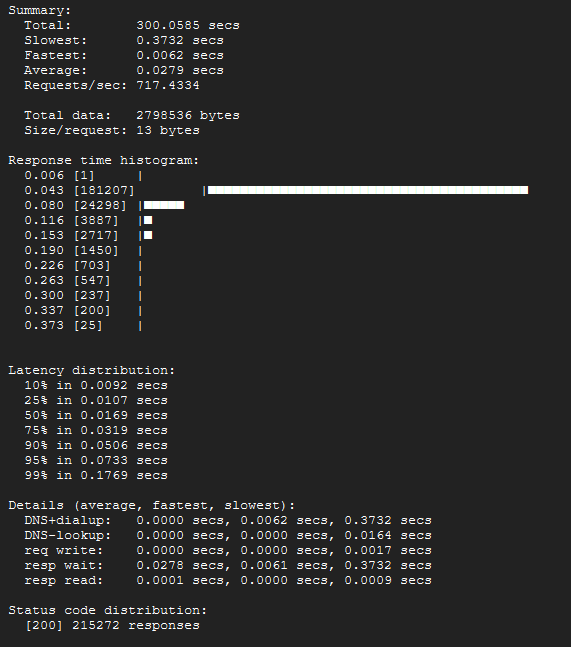 Summary:
  Total:        300.0585 secs
  Slowest:      0.3732 secs
  Fastest:      0.0062 secs
  Average:      0.0279 secs
  Requests/sec: 717.4334
  Total data:   2798536 bytes
  Size/request: 13 bytes
Response time histogram:
  0.006 [1]     |
  0.043 [181207]        |■■■■■■■■■■■■■■■■■■■■■■■■■■■■■■■■■■■■■■■■
  0.080 [24298] |■■■■■
  0.116 [3887]  |■
  0.153 [2717]  |■
  0.190 [1450]  |
  0.226 [703]   |
  0.263 [547]   |
  0.300 [237]   |
  0.337 [200]   |
  0.373 [25]    |
Latency distribution:
  10% in 0.0092 secs
  25% in 0.0107 secs
  50% in 0.0169 secs
  75% in 0.0319 secs
  90% in 0.0506 secs
  95% in 0.0733 secs
  99% in 0.1769 secs
Details (average, fastest, slowest):
  DNS+dialup:   0.0000 secs, 0.0062 secs, 0.3732 secs
  DNS-lookup:   0.0000 secs, 0.0000 secs, 0.0164 secs
  req write:    0.0000 secs, 0.0000 secs, 0.0017 secs
  resp wait:    0.0278 secs, 0.0061 secs, 0.3732 secs
  resp read:    0.0001 secs, 0.0000 secs, 0.0009 secs
Status code distribution:
  [200] 215272 responses